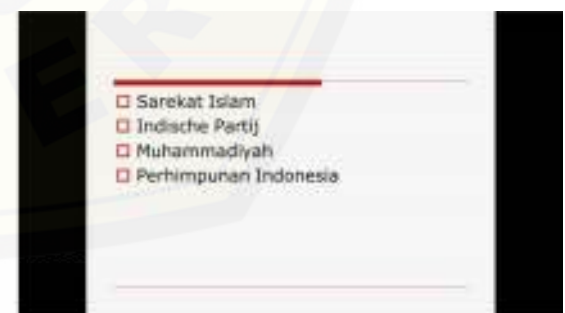 Sarekat Islam
Indische Partij
Muhammadiyah
Perhimpunan Indonesia